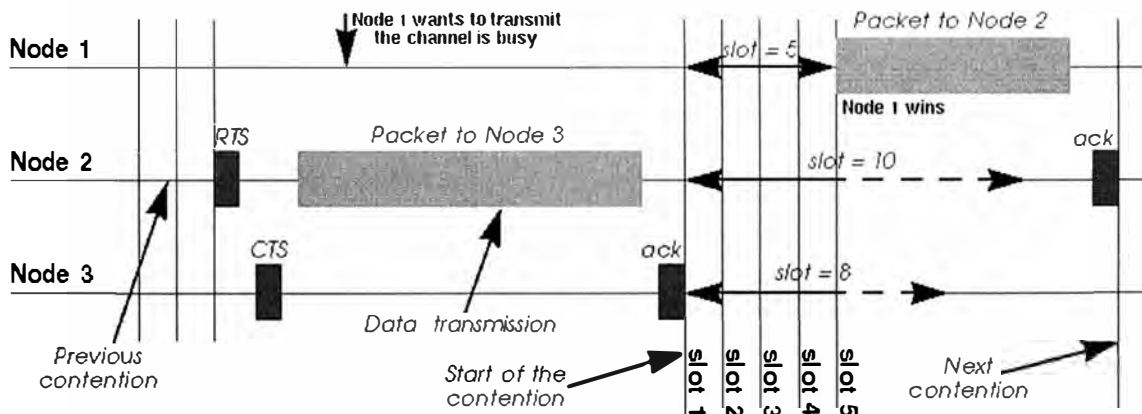 Node 1 wants to transmit
the channel is busy
Packet to Node 2
Node 1
slot = 5
Node 1 wins
RTS
Packet to Node 3
ack
Node 2
slot = 10
CTS
ack
Node 3
slot = 8
Data transmission
Previous
contention
Start of the
contention
slot 1
slot 2
slot 3
slot 4
slot 5
Next
contention